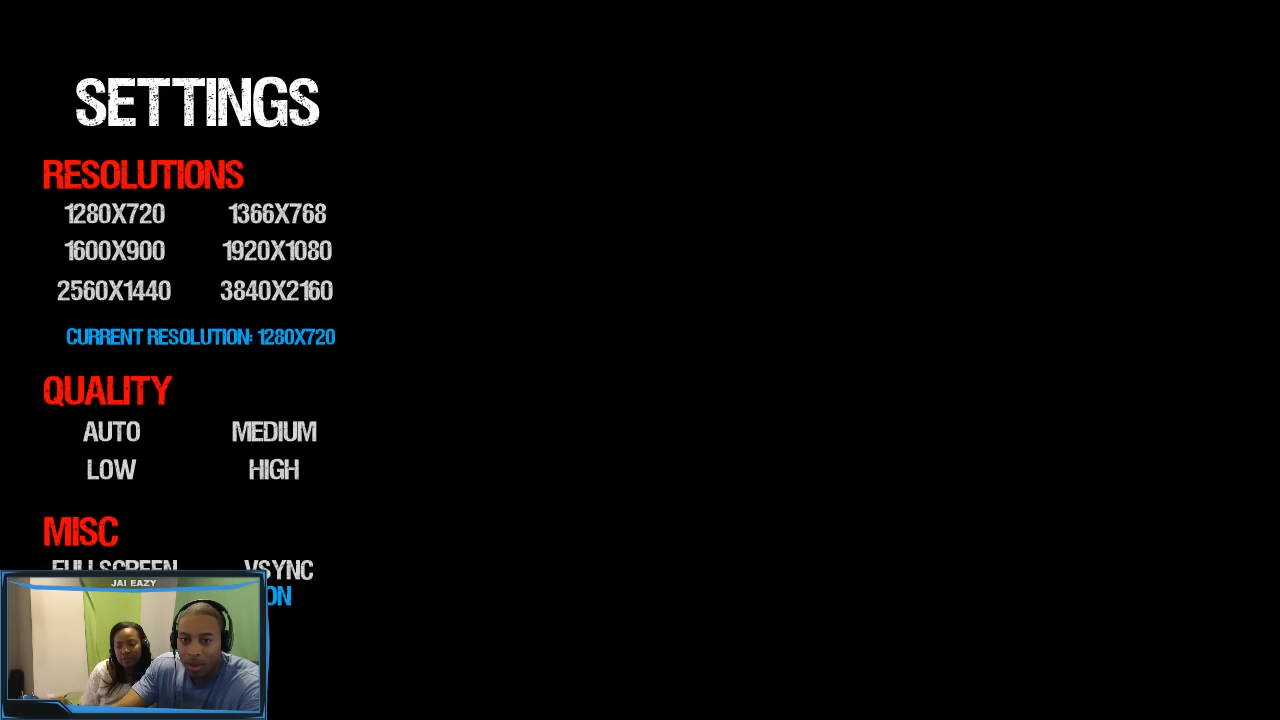 SETTINGS
RESOLUTIONS
1280X720 1366X768
1600X900 1920X1080
2560X1440 3840X2160
CURRENT RESOLUTION: 1280X720
QUALITY
AUTO MEDIUM
LOW HIGH
MISC
FULLSCREEN VSYNC
JAI EAZY
ON